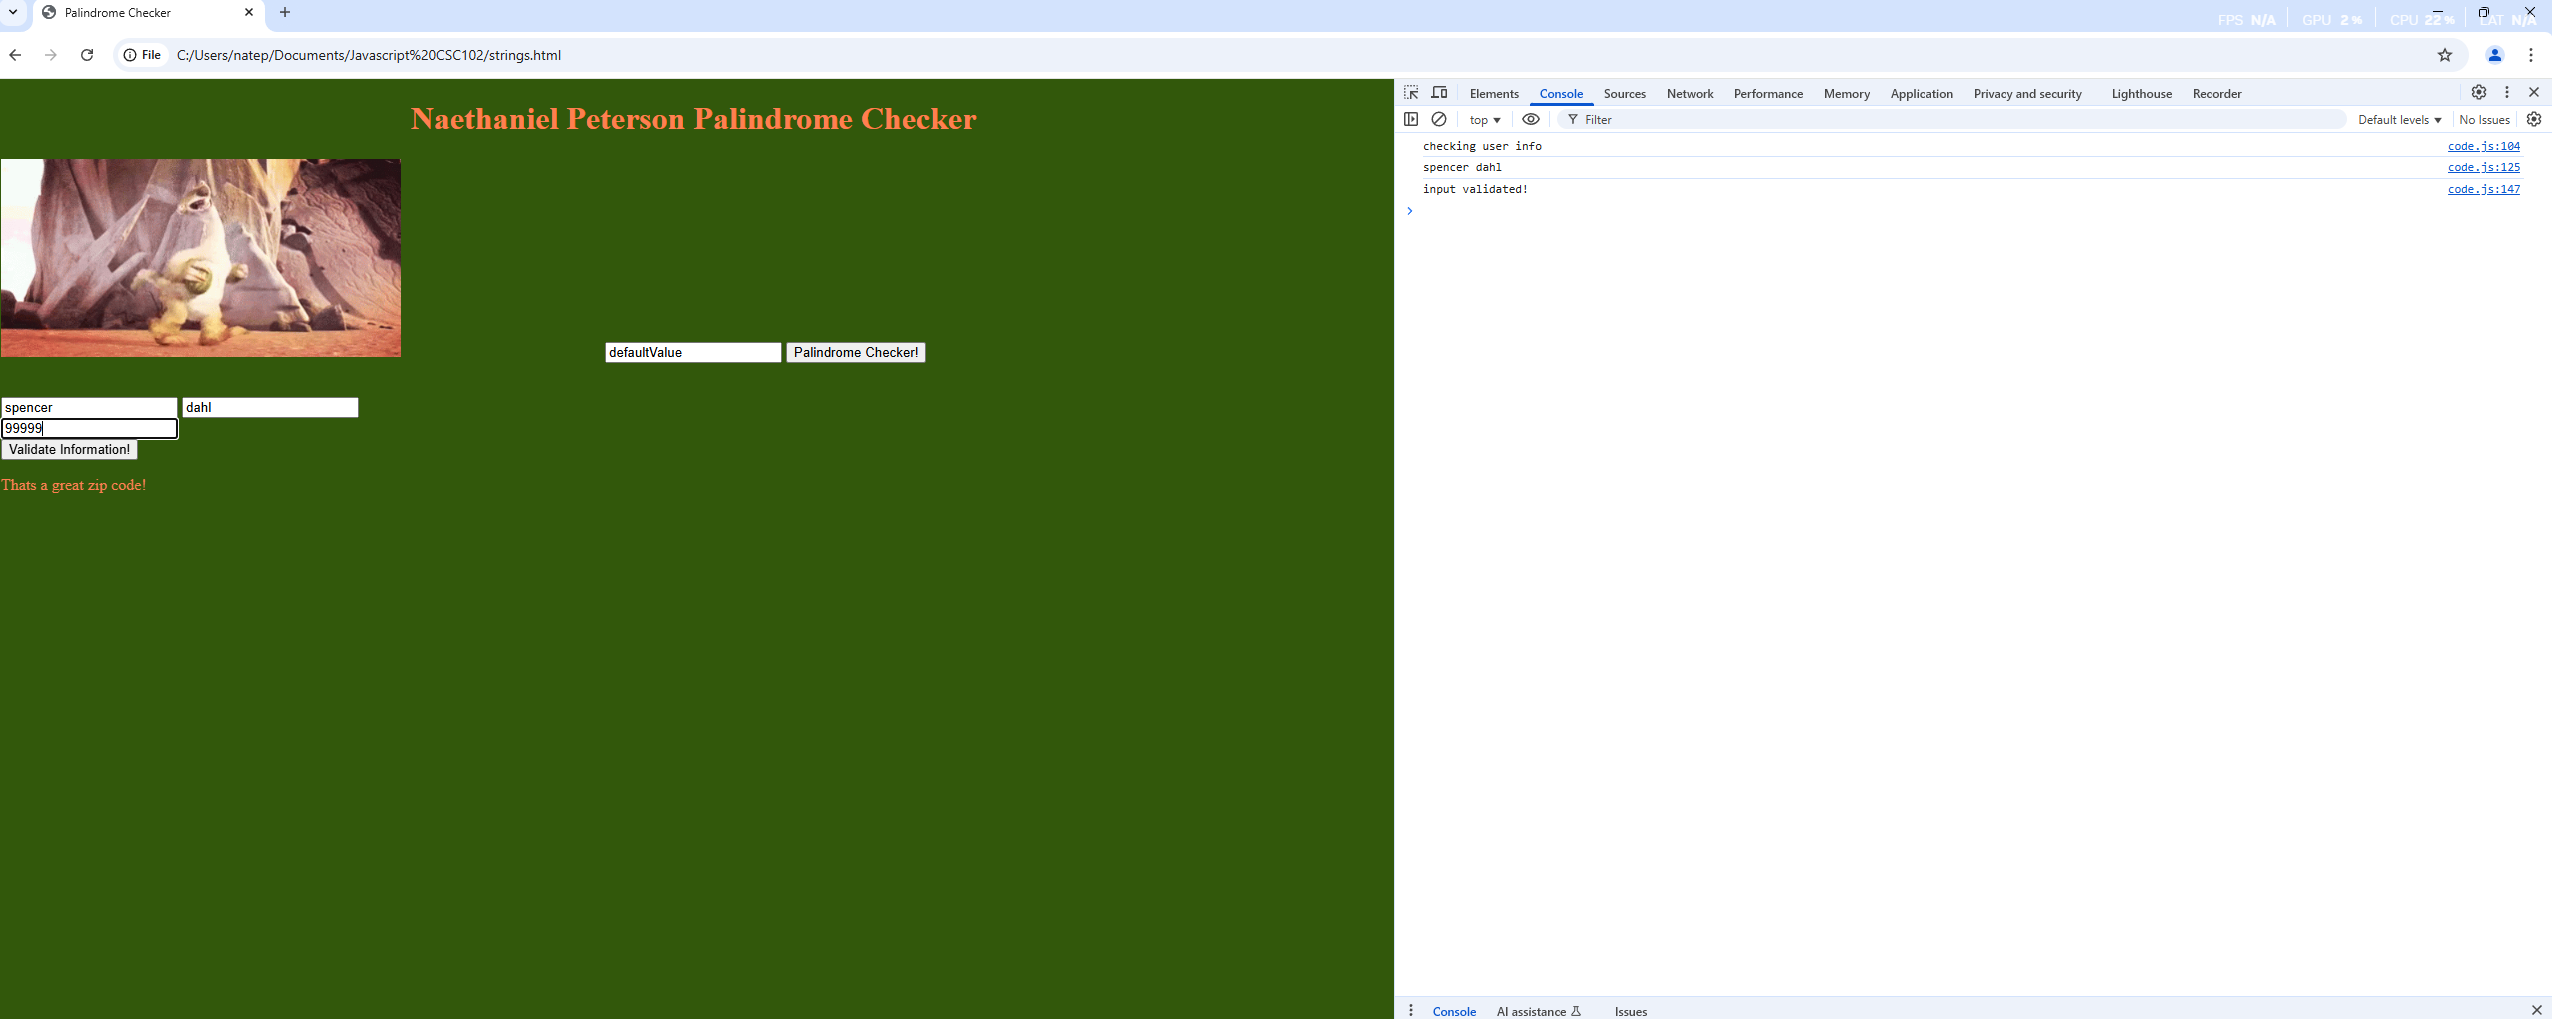 Palindrome Checker
FPS N/A GPU 2 % CPU 22 % LAT N/A
File C:/Users/natep/Documents/Javascript%20CSC102/strings.html
Naethaniel Peterson Palindrome Checker
defaultValue Palindrome Checker!
spencer dahl
99999
Validate Information!
Thats a great zip code!
Elements Console Sources Network Performance Memory Application Privacy and security Lighthouse Recorder
top Filter Default levels No Issues
checking user info code.js:104
spencer dahl code.js:125
input validated! code.js:147
Console AI assistance Issues